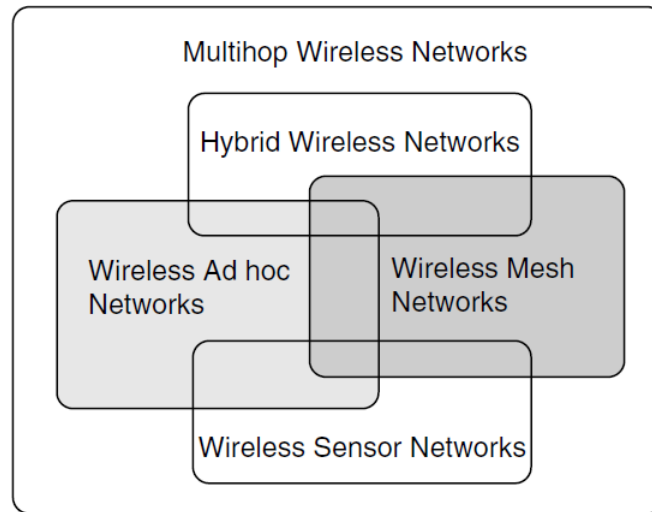 Multihop Wireless Networks
Hybrid Wireless Networks
Wireless Ad hoc
Networks
Wireless Mesh
Networks
Wireless Sensor Networks